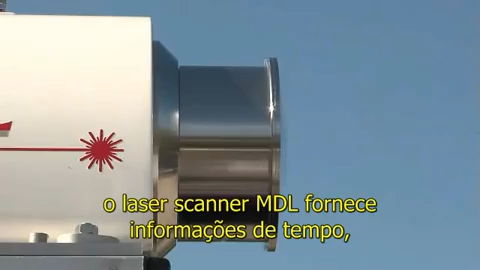 o laser scanner MDL fornece
informações de tempo,